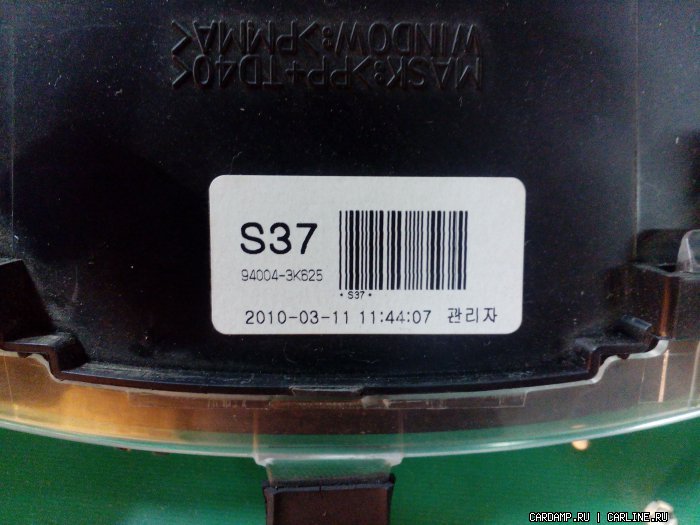 MASK:>PP+TD40<
WINDOW:>PMMA<
S37
94004-3K625
* S37 *
2010-03-11 11:44:07 관리자
CARDAMP.RU | CARLINE.RU